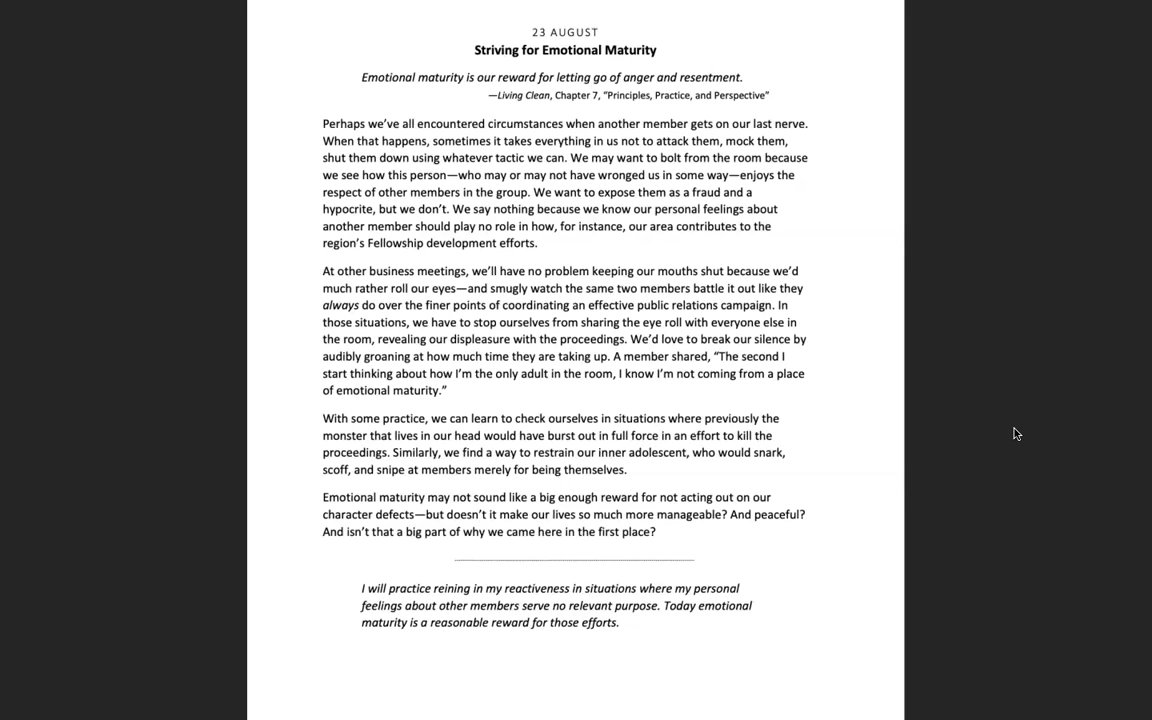 23 AUGUST
Striving for Emotional Maturity
Emotional maturity is our reward for letting go of anger and resentment.
—Living Clean, Chapter 7, “Principles, Practice, and Perspective”
Perhaps we’ve all encountered circumstances when another member gets on our last nerve.
When that happens, sometimes it takes everything in us not to attack them, mock them,
shut them down using whatever tactic we can. We may want to bolt from the room because
we see how this person—who may or may not have wronged us in some way—enjoys the
respect of other members in the group. We want to expose them as a fraud and a
hypocrite, but we don’t. We say nothing because we know our personal feelings about
another member should play no role in how, for instance, our area contributes to the
region’s Fellowship development efforts.
At other business meetings, we’ll have no problem keeping our mouths shut because we’d
much rather roll our eyes—and smugly watch the same two members battle it out like they
always do over the finer points of coordinating an effective public relations campaign. In
those situations, we have to stop ourselves from sharing the eye roll with everyone else in
the room, revealing our displeasure with the proceedings. We’d love to break our silence by
audibly groaning at how much time they are taking up. A member shared, “The second I
start thinking about how I’m the only adult in the room, I know I’m not coming from a place
of emotional maturity.”
With some practice, we can learn to check ourselves in situations where previously the
monster that lives in our head would have burst out in full force in an effort to kill the
proceedings. Similarly, we find a way to restrain our inner adolescent, who would snark,
scoff, and snipe at members merely for being themselves.
Emotional maturity may not sound like a big enough reward for not acting out on our
character defects—but doesn’t it make our lives so much more manageable? And peaceful?
And isn’t that a big part of why we came here in the first place?
I will practice reining in my reactiveness in situations where my personal
feelings about other members serve no relevant purpose. Today emotional
maturity is a reasonable reward for those efforts.